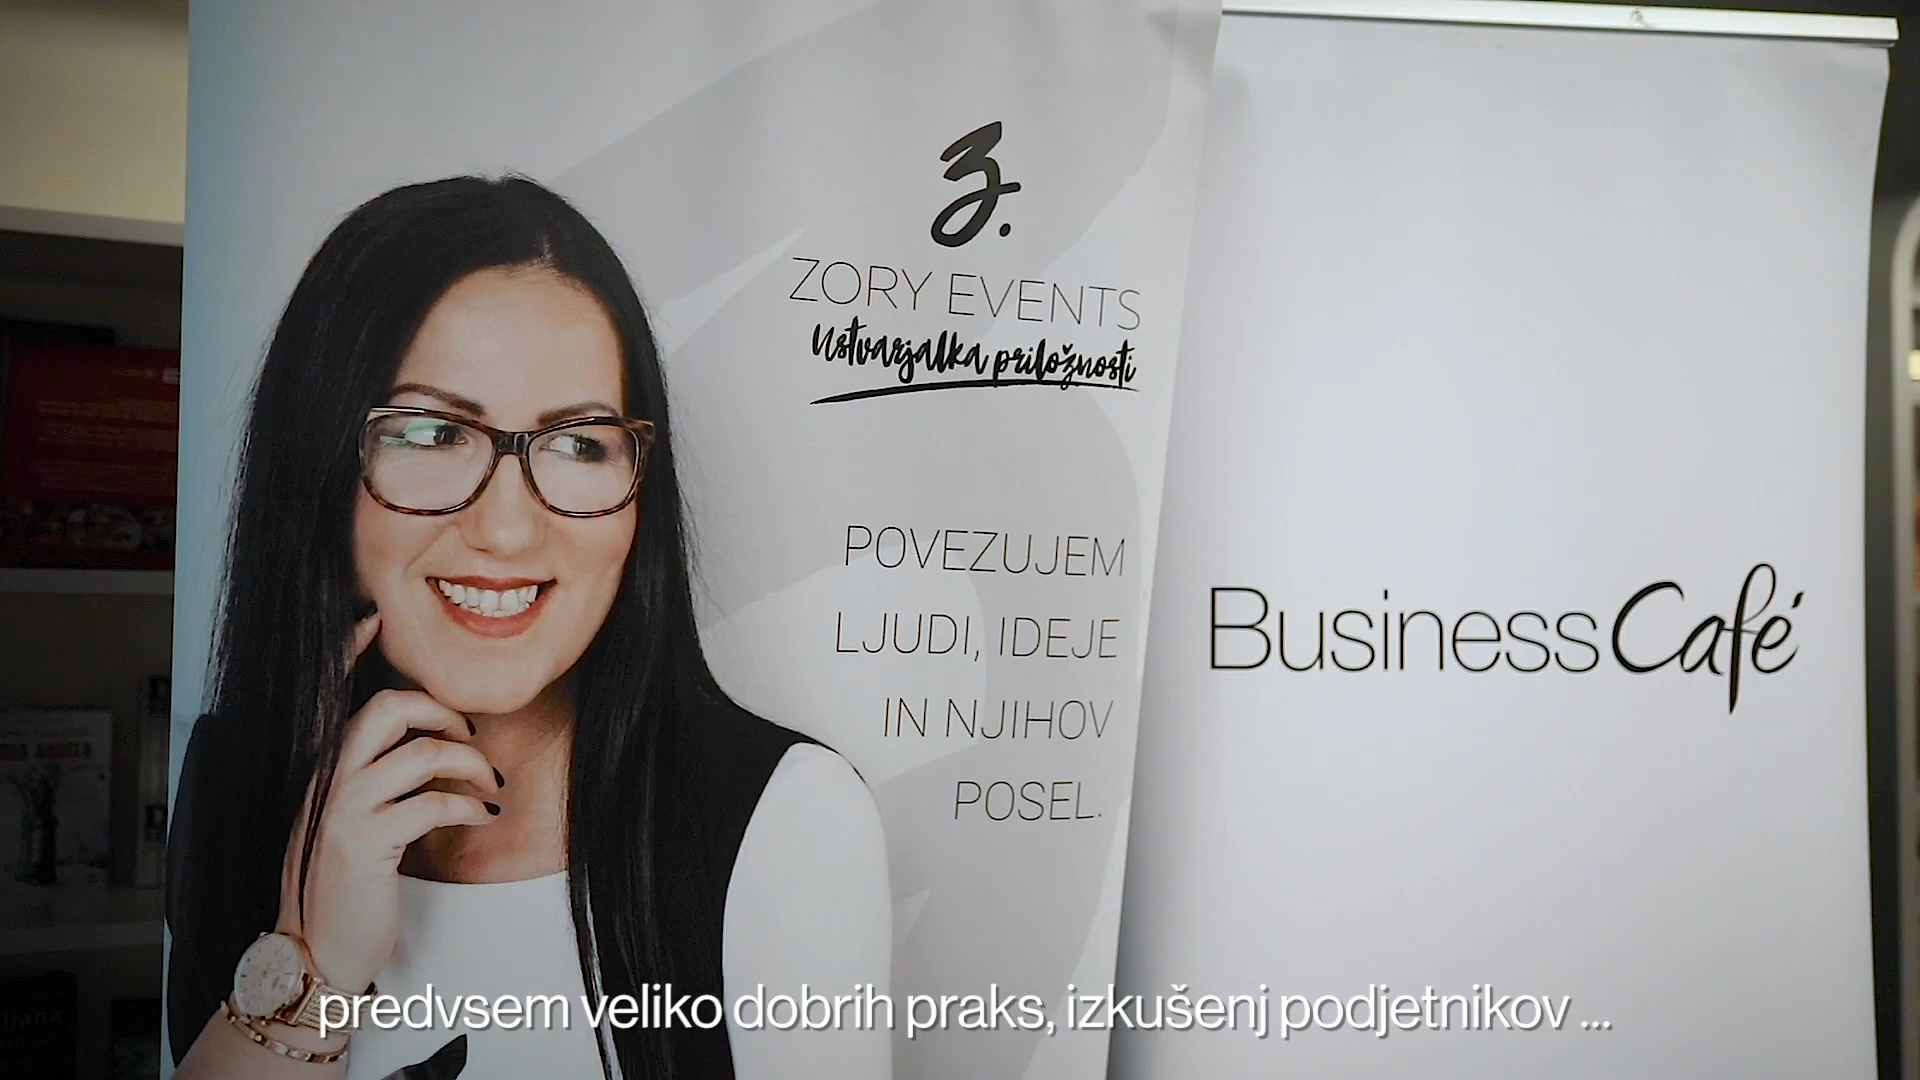 Z.
ZORY EVENTS
Ustvarjalka priložnosti
POVEZUJEM
LJUDI, IDEJE
IN NJIHOV
POSEL.
BusinessCafé
predvsem veliko dobrih praks, izkušenj podjetnikov ...